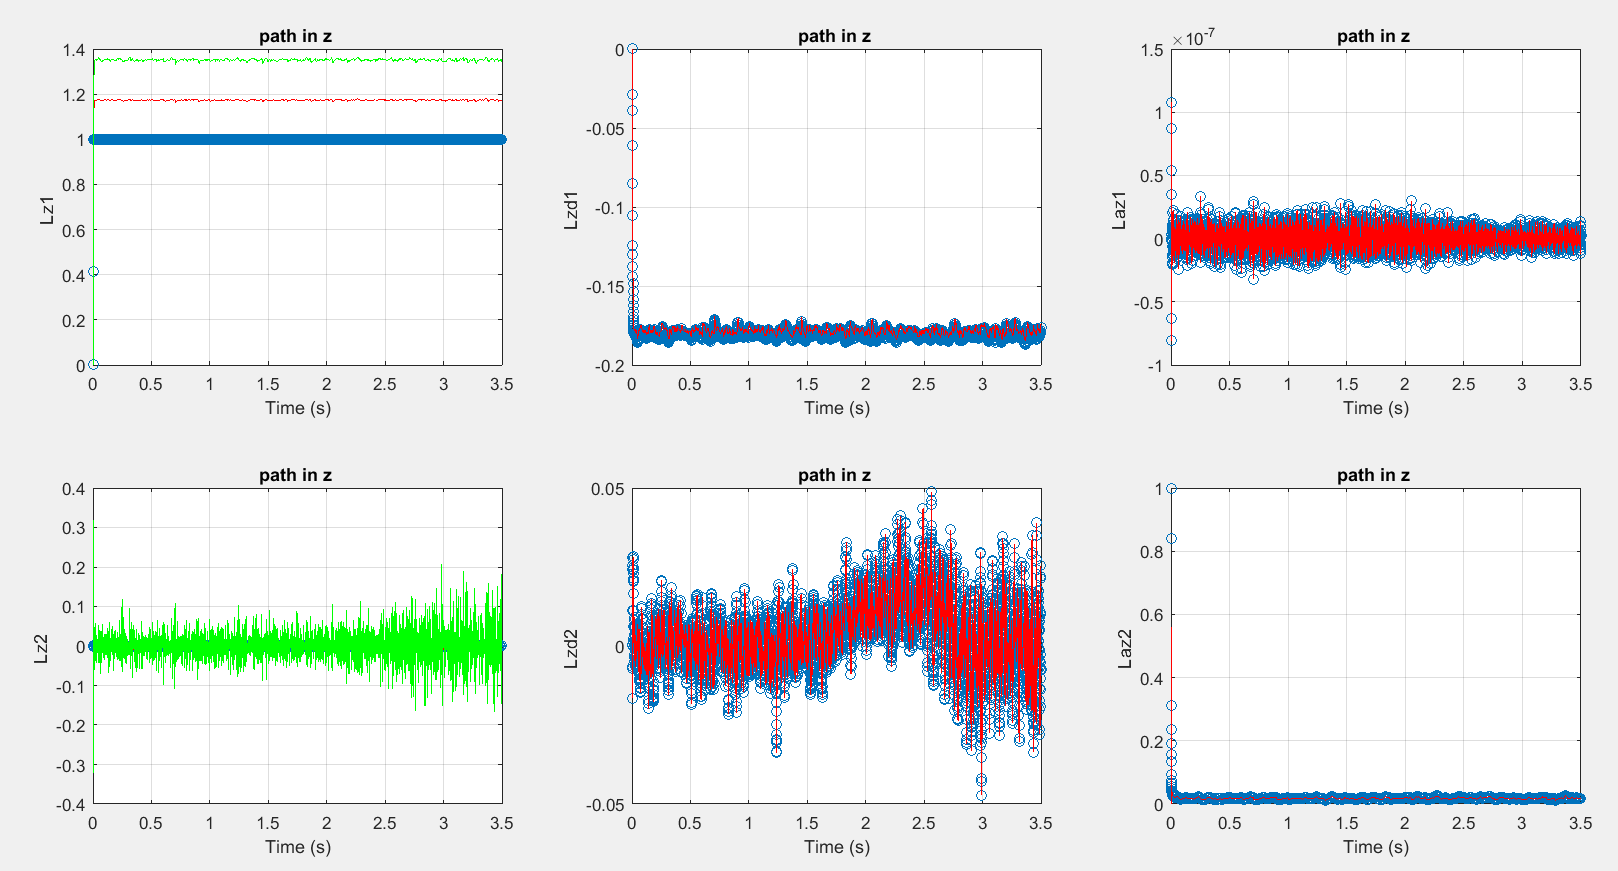 path in z
path in z
path in z
×10-7
1.4
1.2
1
0.8
0.6
0.4
0.2
0
Lz1
0 0.5 1 1.5 2 2.5 3 3.5
Time (s)
0
-0.05
-0.1
-0.15
-0.2
Lzd1
0 0.5 1 1.5 2 2.5 3 3.5
Time (s)
1.5
1
0.5
0
-0.5
-1
Laz1
0 0.5 1 1.5 2 2.5 3 3.5
Time (s)
path in z
path in z
path in z
0.4
0.3
0.2
0.1
0
-0.1
-0.2
-0.3
-0.4
Lz2
0 0.5 1 1.5 2 2.5 3 3.5
Time (s)
0.05
0
-0.05
Lzd2
0 0.5 1 1.5 2 2.5 3 3.5
Time (s)
1
0.8
0.6
0.4
0.2
0
Laz2
0 0.5 1 1.5 2 2.5 3 3.5
Time (s)